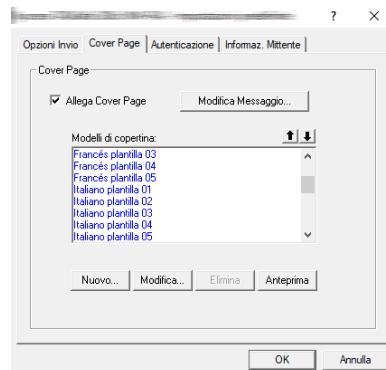 ?
Opzioni Invio Cover Page Autenticazione Informaz. Mittente
Cover Page
Allega Cover Page Modifica Messaggio...
Modelli di copertina:
Francés plantilla 03
Francés plantilla 04
Francés plantilla 05
Italiano plantilla 01
Italiano plantilla 02
Italiano plantilla 03
Italiano plantilla 04
Italiano plantilla 05
Nuovo... Modifica... Elimina Anteprima
OK Annulla